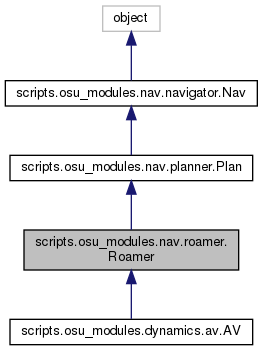 object
scripts.osu_modules.nav.navigator.Nav
scripts.osu_modules.nav.planner.Plan
scripts.osu_modules.nav.roamer.
Roamer
scripts.osu_modules.dynamics.av.AV